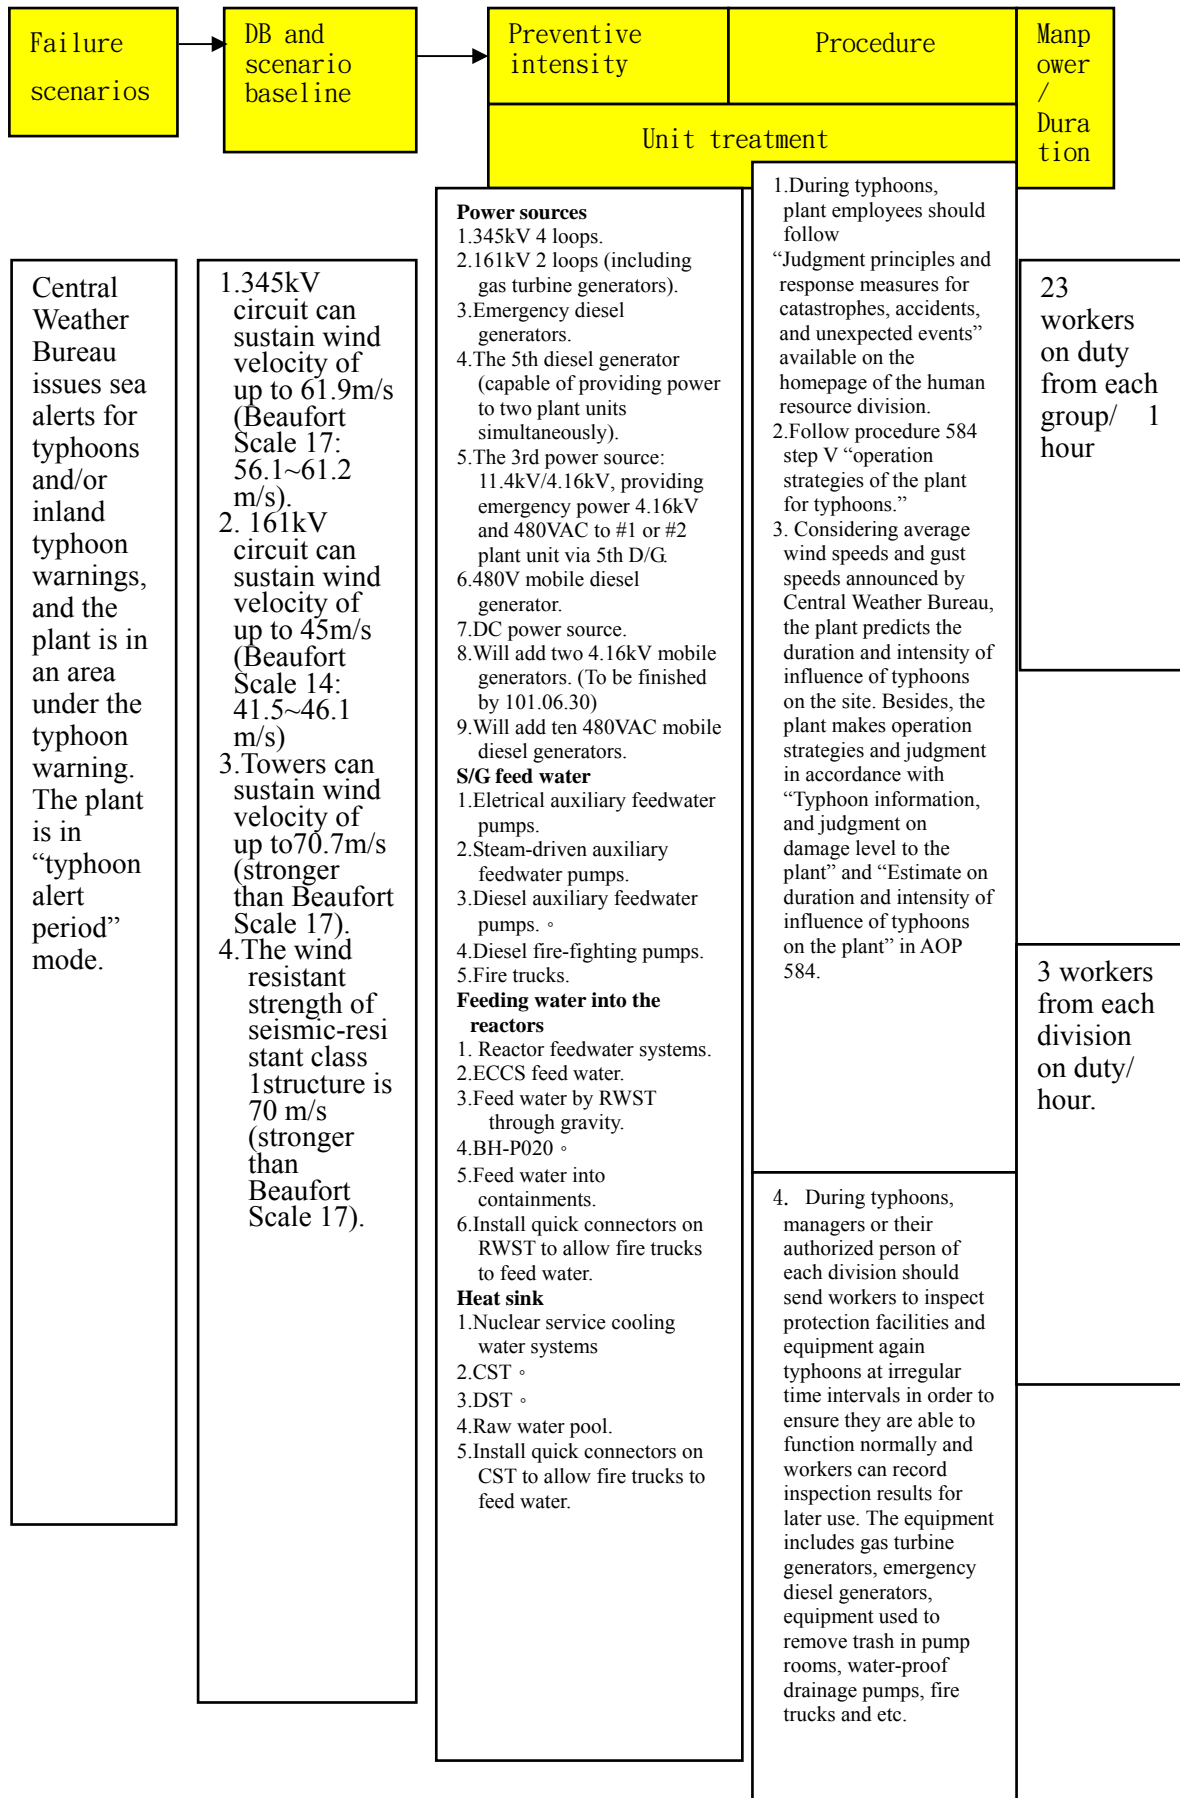 Failure
scenarios
DB and
scenario
baseline
Preventive
intensity
Procedure
Manp
ower
/
Dura
tion
Unit treatment
Central
Weather
Bureau
issues sea
alerts for
typhoons
and/or
inland
typhoon
warnings,
and the
plant is in
an area
under the
typhoon
warning.
The plant
is in
“typhoon
alert
period”
mode.
1.345kV
circuit can
sustain wind
velocity of
up to 61.9m/s
(Beaufort
Scale 17:
56.1~61.2
m/s).
2. 161kV
circuit can
sustain wind
velocity of
up to 45m/s
(Beaufort
Scale 14:
41.5~46.1
m/s)
3.Towers can
sustain wind
velocity of
up to70.7m/s
(stronger
than Beaufort
Scale 17).
4.The wind
resistant
strength of
seismic-resi
stant class
1structure is
70 m/s
(stronger
than
Beaufort
Scale 17).
Power sources
1.345kV 4 loops.
2.161kV 2 loops (including
gas turbine generators).
3.Emergency diesel
generators.
4.The 5th diesel generator
(capable of providing power
to two plant units
simultaneously).
5.The 3rd power source:
11.4kV/4.16kV, providing
emergency power 4.16kV
and 480VAC to #1 or #2
plant unit via 5th D/G.
6.480V mobile diesel
generator.
7.DC power source.
8.Will add two 4.16kV mobile
generators. (To be finished
by 101.06.30)
9.Will add ten 480VAC mobile
diesel generators.
S/G feed water
1.Eletrical auxiliary feedwater
pumps.
2.Steam-driven auxiliary
feedwater pumps.
3.Diesel auxiliary feedwater
pumps. 。
4.Diesel fire-fighting pumps.
5.Fire trucks.
Feeding water into the
reactors
1. Reactor feedwater systems.
2.ECCS feed water.
3.Feed water by RWST
through gravity.
4.BH-P020。
5.Feed water into
containments.
6.Install quick connectors on
RWST to allow fire trucks
to feed water.
Heat sink
1.Nuclear service cooling
water systems
2.CST。
3.DST。
4.Raw water pool.
5.Install quick connectors on
CST to allow fire trucks to
feed water.
1.During typhoons,
plant employees should
follow
“Judgment principles and
response measures for
catastrophes, accidents,
and unexpected events”
available on the
homepage of the human
resource division.
2.Follow procedure 584
step V “operation
strategies of the plant
for typhoons.”
3. Considering average
wind speeds and gust
speeds announced by
Central Weather Bureau,
the plant predicts the
duration and intensity of
influence of typhoons
on the site. Besides, the
plant makes operation
strategies and judgment
in accordance with
“Typhoon information,
and judgment on
damage level to the
plant” and “Estimate on
duration and intensity of
influence of typhoons
on the plant” in AOP
584.
4. During typhoons,
managers or their
authorized person of
each division should
send workers to inspect
protection facilities and
equipment again
typhoons at irregular
time intervals in order to
ensure they are able to
function normally and
workers can record
inspection results for
later use. The equipment
includes gas turbine
generators, emergency
diesel generators,
equipment used to
remove trash in pump
rooms, water-proof
drainage pumps, fire
trucks and etc.
23
workers
on duty
from each
group/ 1
hour
3 workers
from each
division
on duty/
hour.